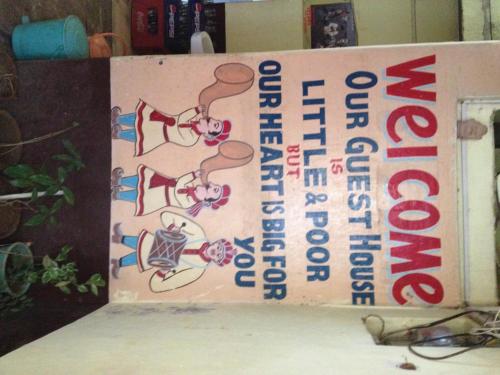 WELCOME
OUR GUEST HOUSE
IS
LITTLE & POOR
BUT
OUR HEART IS BIG FOR
YOU